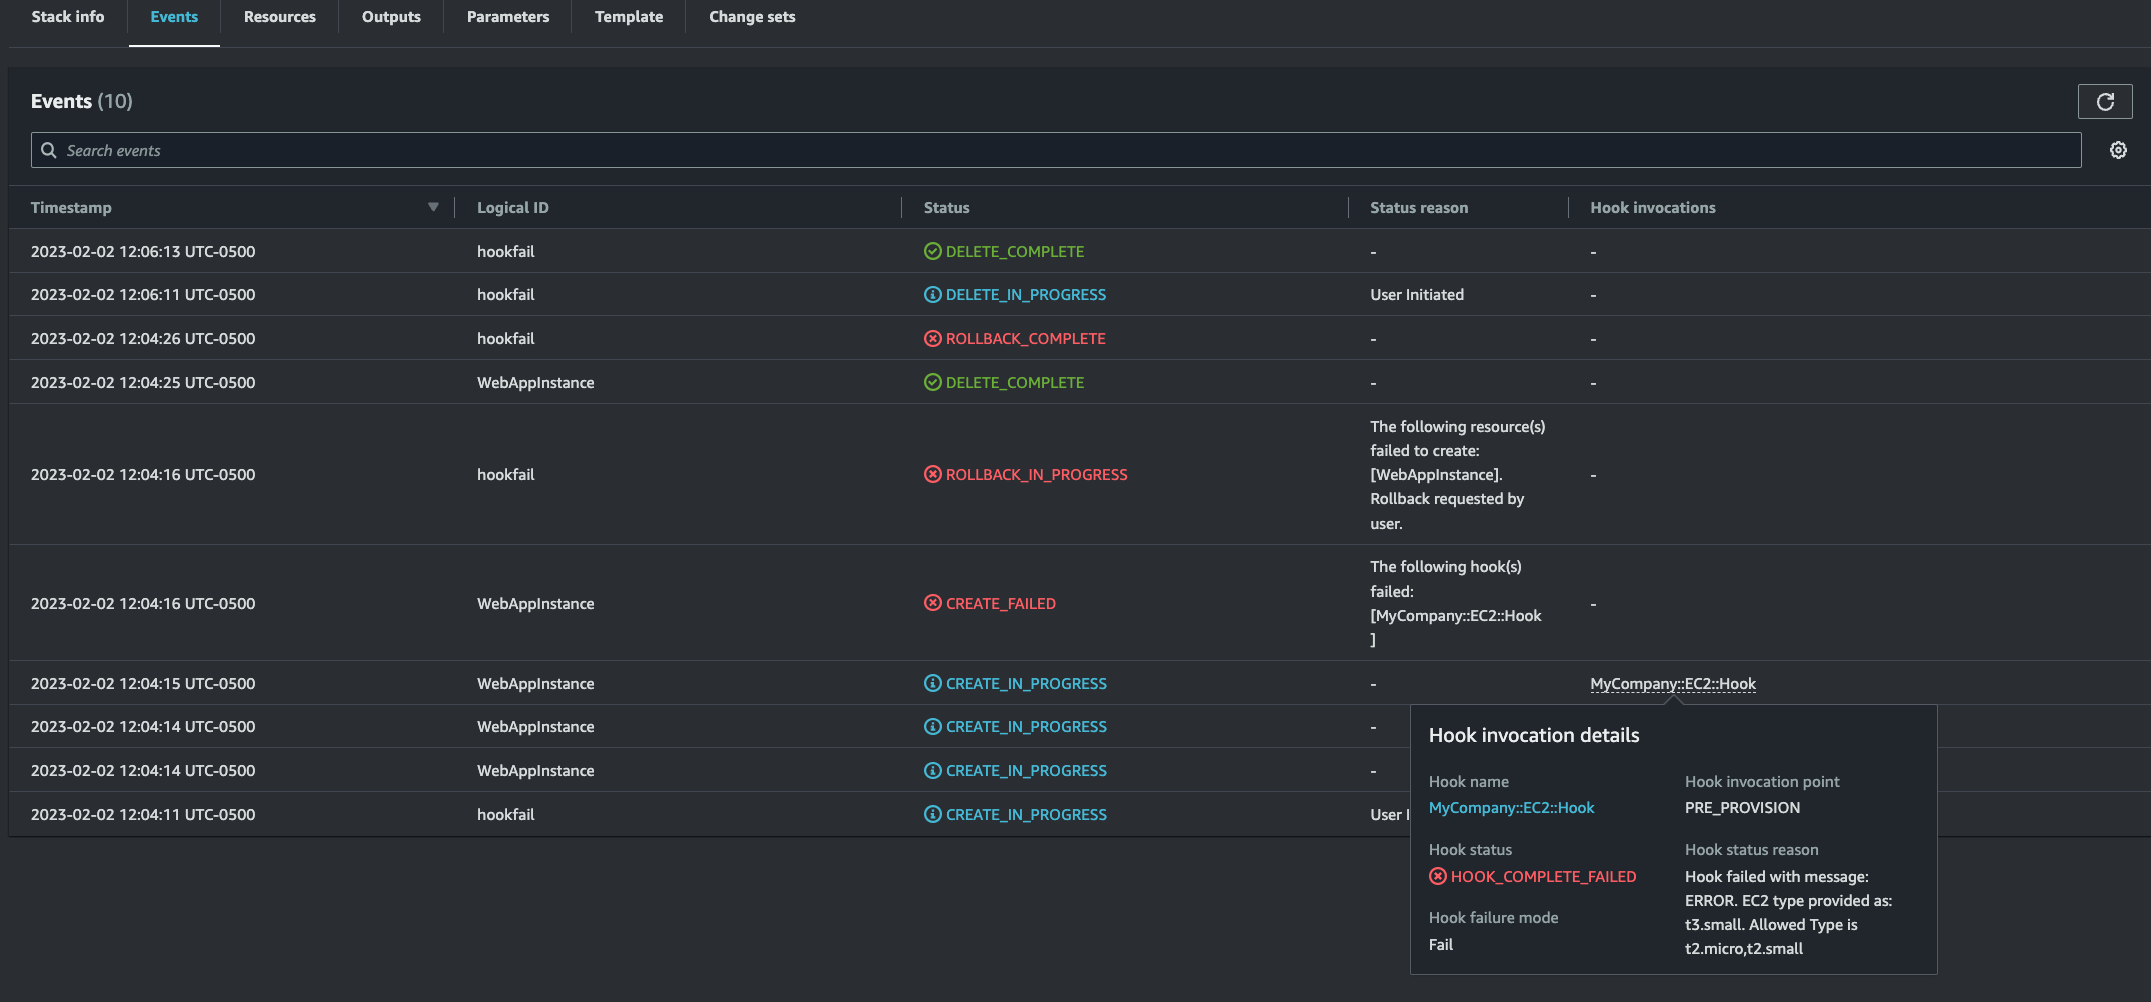 Stack info Events Resources Outputs Parameters Template Change sets
Events (10)
Search events
Timestamp Logical ID Status Status reason Hook invocations
2023-02-02 12:06:13 UTC-0500 hookfail DELETE_COMPLETE - -
2023-02-02 12:06:11 UTC-0500 hookfail DELETE_IN_PROGRESS User Initiated -
2023-02-02 12:04:26 UTC-0500 hookfail ROLLBACK_COMPLETE - -
2023-02-02 12:04:25 UTC-0500 WebAppInstance DELETE_COMPLETE - -
The following resource(s)
failed to create:
2023-02-02 12:04:16 UTC-0500 hookfail ROLLBACK_IN_PROGRESS [WebAppInstance]. -
Rollback requested by
user.
The following hook(s)
failed:
2023-02-02 12:04:16 UTC-0500 WebAppInstance CREATE_FAILED -
[MyCompany::EC2::Hook
]
2023-02-02 12:04:15 UTC-0500 WebAppInstance CREATE_IN_PROGRESS - MyCompany::EC2::Hook
2023-02-02 12:04:14 UTC-0500 WebAppInstance CREATE_IN_PROGRESS -
2023-02-02 12:04:14 UTC-0500 WebAppInstance CREATE_IN_PROGRESS -
2023-02-02 12:04:11 UTC-0500 hookfail CREATE_IN_PROGRESS User I
Hook invocation details
Hook name
MyCompany::EC2::Hook
Hook invocation point
PRE_PROVISION
Hook status
HOOK_COMPLETE_FAILED
Hook status reason
Hook failed with message:
ERROR. EC2 type provided as:
t3.small. Allowed Type is
t2.micro,t2.small
Hook failure mode
Fail